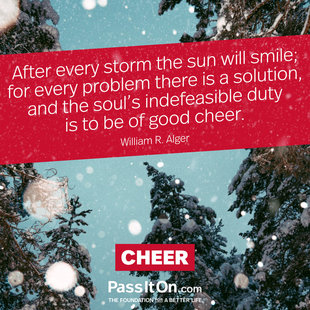 After every storm the sun will smile;
for every problem there is a solution,
and the soul's indefeasible duty
is to be of good cheer.
William R. Alger
CHEER
PassItOn.com
THE FOUNDATION FOR A BETTER LIFE